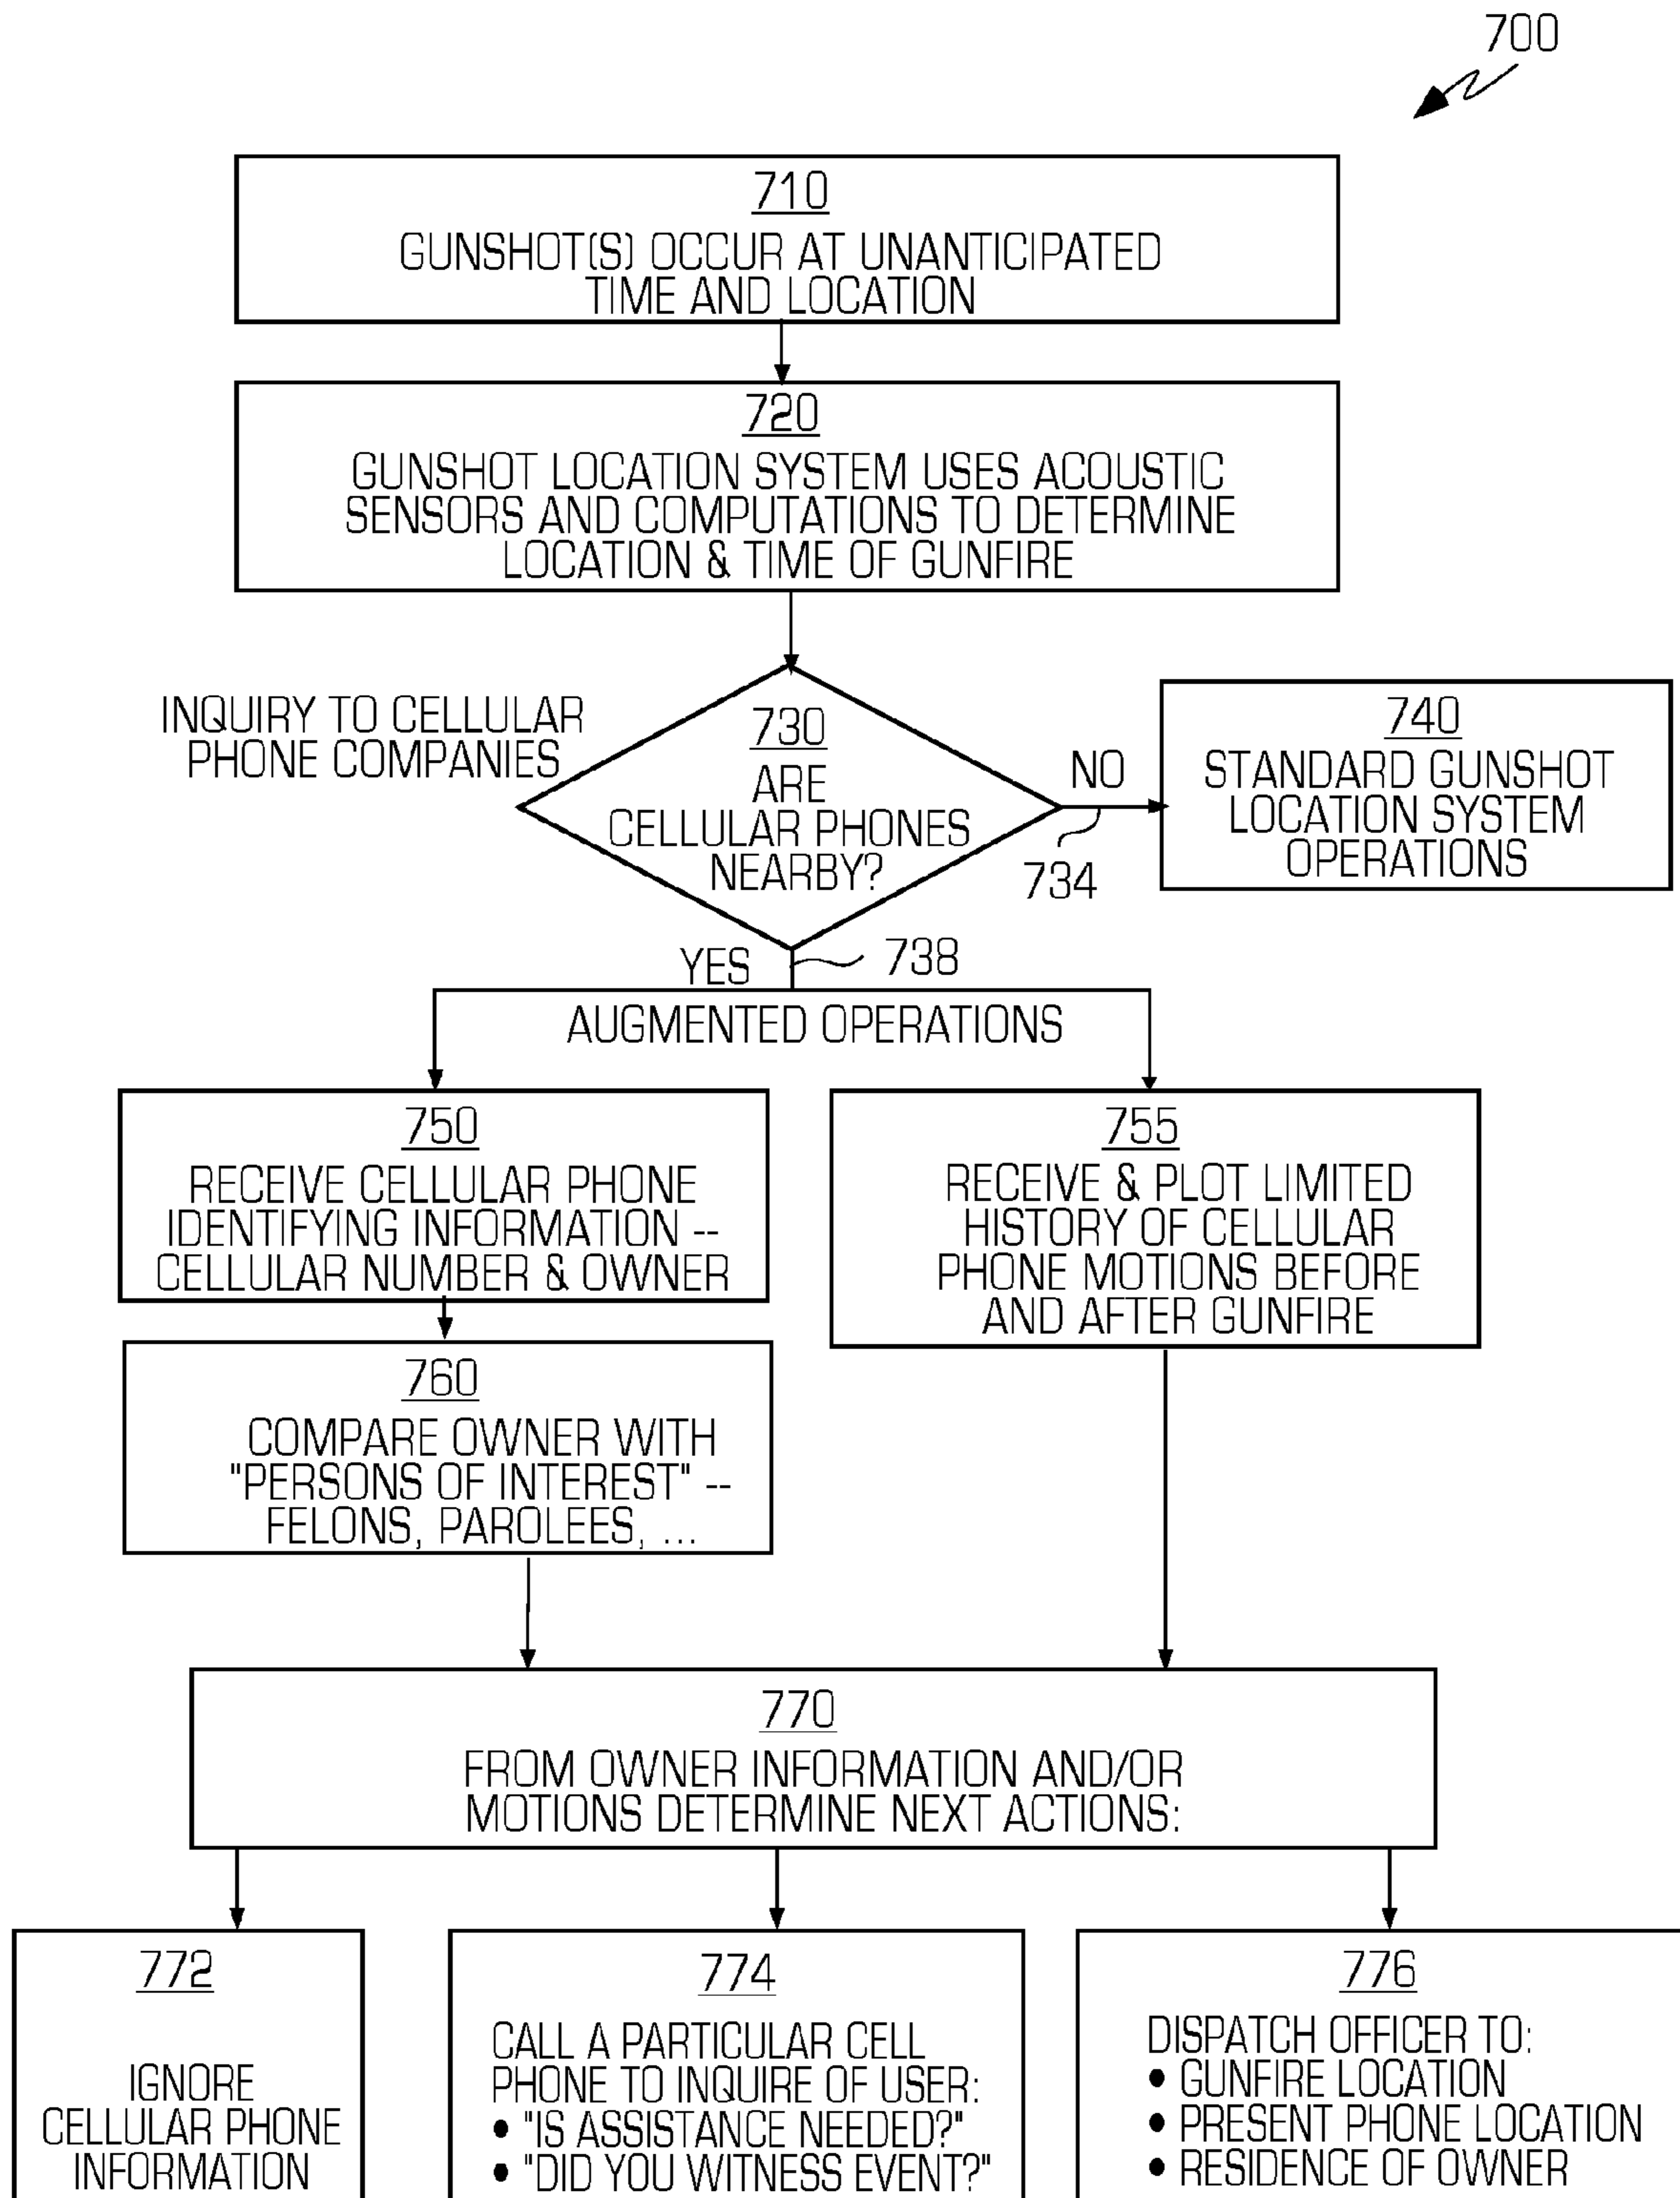 700
710
GUNSHOT(S) OCCUR AT UNANTICIPATED
TIME AND LOCATION
720
GUNSHOT LOCATION SYSTEM USES ACOUSTIC
SENSORS AND COMPUTATIONS TO DETERMINE
LOCATION & TIME OF GUNFIRE
INQUIRY TO CELLULAR
PHONE COMPANIES
730
ARE
CELLULAR PHONES
NEARBY?
NO
734
740
STANDARD GUNSHOT
LOCATION SYSTEM
OPERATIONS
YES
738
AUGMENTED OPERATIONS
750
RECEIVE CELLULAR PHONE
IDENTIFYING INFORMATION --
CELLULAR NUMBER & OWNER
755
RECEIVE & PLOT LIMITED
HISTORY OF CELLULAR
PHONE MOTIONS BEFORE
AND AFTER GUNFIRE
760
COMPARE OWNER WITH
"PERSONS OF INTEREST" --
FELONS, PAROLEES, ...
770
FROM OWNER INFORMATION AND/OR
MOTIONS DETERMINE NEXT ACTIONS:
772
IGNORE
CELLULAR PHONE
INFORMATION
774
CALL A PARTICULAR CELL
PHONE TO INQUIRE OF USER:
• "IS ASSISTANCE NEEDED?"
• "DID YOU WITNESS EVENT?"
776
DISPATCH OFFICER TO:
• GUNFIRE LOCATION
• PRESENT PHONE LOCATION
• RESIDENCE OF OWNER